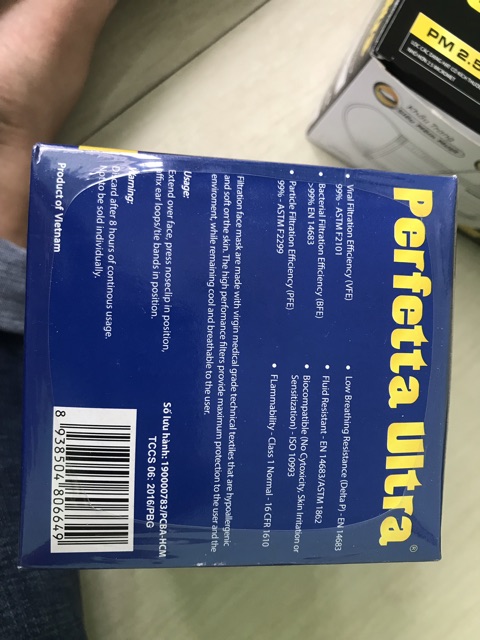 Perfetta Ultra®
• Viral Filtration Efficiency (VFE)
99% - ASTM F2101
• Bacterial Filtration Efficiency (BFE)
>99% EN 14683
• Particle Filtration Efficiency (PFE)
99% - ASTM F2299
• Low Breathing Resistance (Delta P) - EN 14683
• Fluid Resistant - EN 14683/ASTM 1862
• Biocompatible (No Cytoxicity, Skin Irritation or
Sensitization) : ISO 10993
• FLammability - Class 1 Normal - 16 CFR 1610
Filtration face mask are made with virgin medical grade technical textiles that are hypoallergenic
and soft on the skin. The high perfomance filters provide maximum protection to the user and the
enviroment, while remaining cool and breathable to the user.
Usage:
Extend over face, press noseclip in position,
affix ear loops/tie bands in position.
Warning:
Discard after 8 hours of continous usage.
Not to be sold individually.
Product of Vietnam
Số lưu hành: 190000783/PCBA-HCM
TCCS 06: 2016/PBG
8 938504 806649
PM 2.5